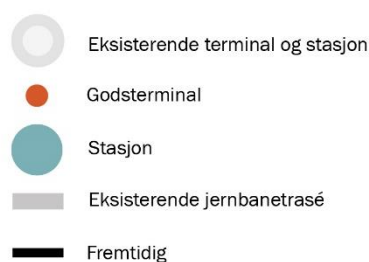 Eksisterende terminal og stasjon
Godsterminal
Stasjon
Eksisterende jernbanetrasé
Fremtidig